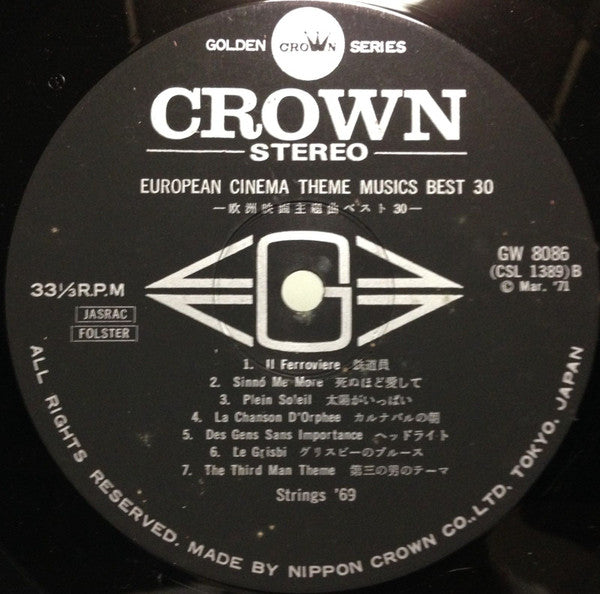 GOLDEN CROWN SERIES
CROWN
STEREO
EUROPEAN CINEMA THEME MUSICS BEST 30
—欧洲映画主題曲ベスト30—
GW 8086
(CSL 1389)B
© Mar. '71
33⅓R.P.M
JASRAC
FOLSTER
G
1. Il Ferroviere 鉄道員
2. Sinnó Me More 死ぬほど愛して
3. Plein Soleil 太陽がいっぱい
4. La Chanson D'Orphee カルナバルの朝
5. Des Gens Sans Importance ヘッドライト
6. Le Grisbi グリスビーのブルース
7. The Third Man Theme 第三の男のテーマ
Strings '69
ALL RIGHTS RESERVED. MADE BY NIPPON CROWN CO.,LTD. TOKYO. JAPAN